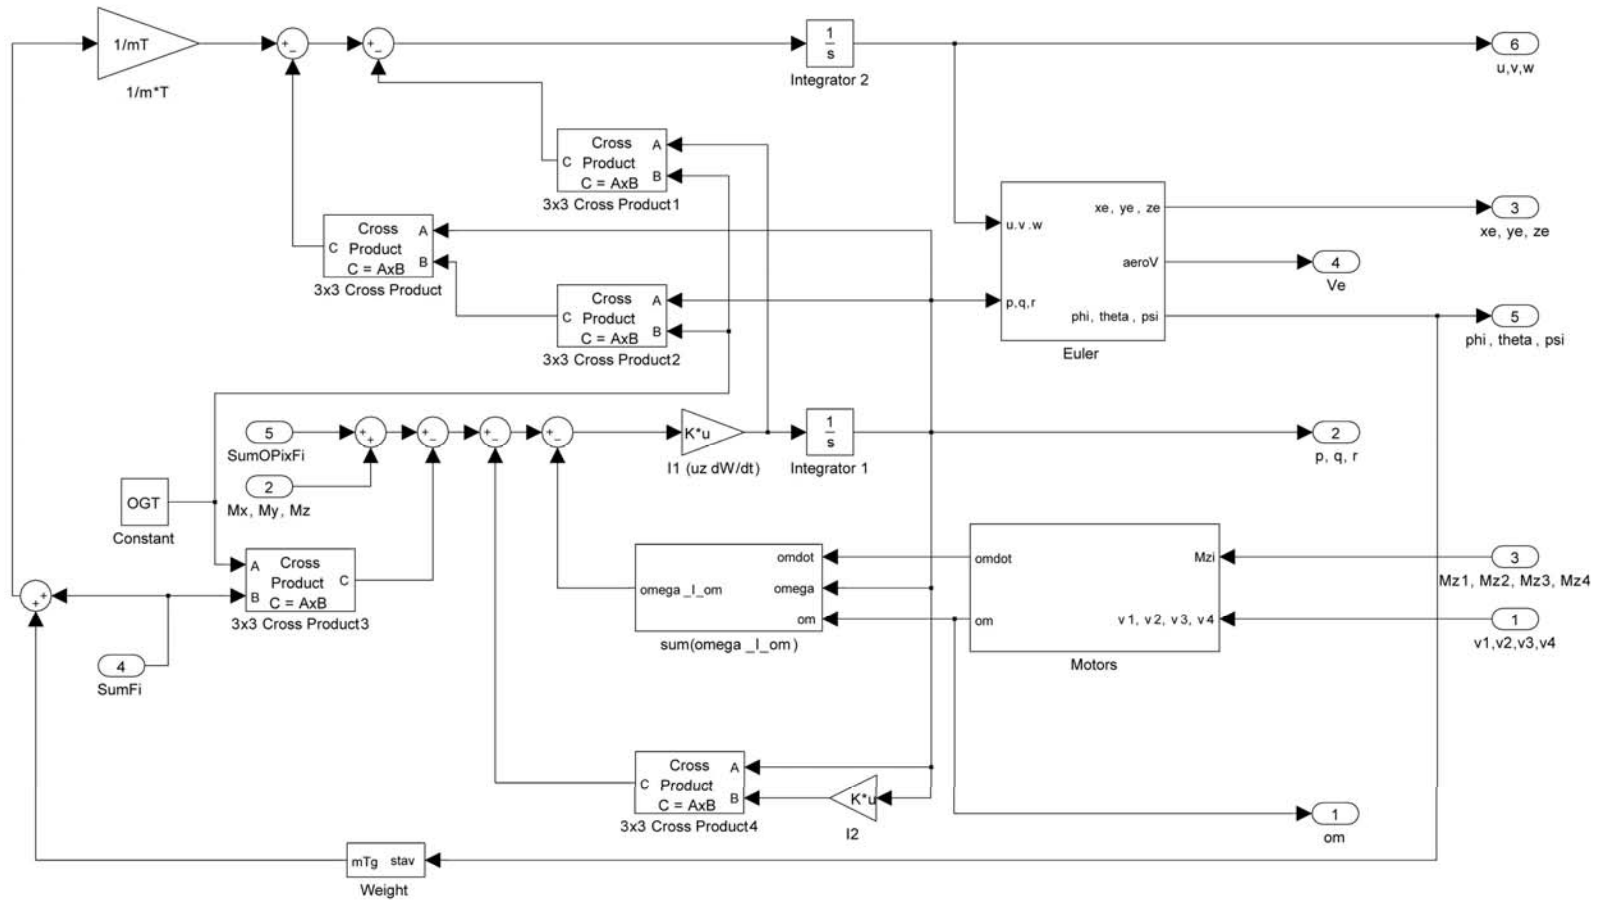 1/mT
1/m*T
+
−
+
−
1
s
Integrator 2
6
u,v,w
Cross
Product
C = AxB
A
B
C
3x3 Cross Product1
Cross
Product
C = AxB
A
B
C
3x3 Cross Product
Cross
Product
C = AxB
A
B
C
3x3 Cross Product2
u.v.w
p,q,r
xe, ye, ze
aeroV
phi, theta, psi
Euler
3
xe, ye, ze
4
Ve
5
phi, theta, psi
5
SumOPixFi
2
Mx, My, Mz
+
+
+
−
+
−
+
−
K*u
I1 (uz dW/dt)
1
s
Integrator 1
2
p, q, r
OGT
Constant
A
B
Cross
Product
C = AxB
C
3x3 Cross Product3
+
+
4
SumFi
omega _I_om
omdot
omega
om
sum(omega _I_om)
omdot
om
Mzi
v1, v2, v3, v4
Motors
3
Mz1, Mz2, Mz3, Mz4
1
v1,v2,v3,v4
Cross
Product
C = AxB
A
B
C
3x3 Cross Product4
K*u
I2
1
om
mTg stav
Weight